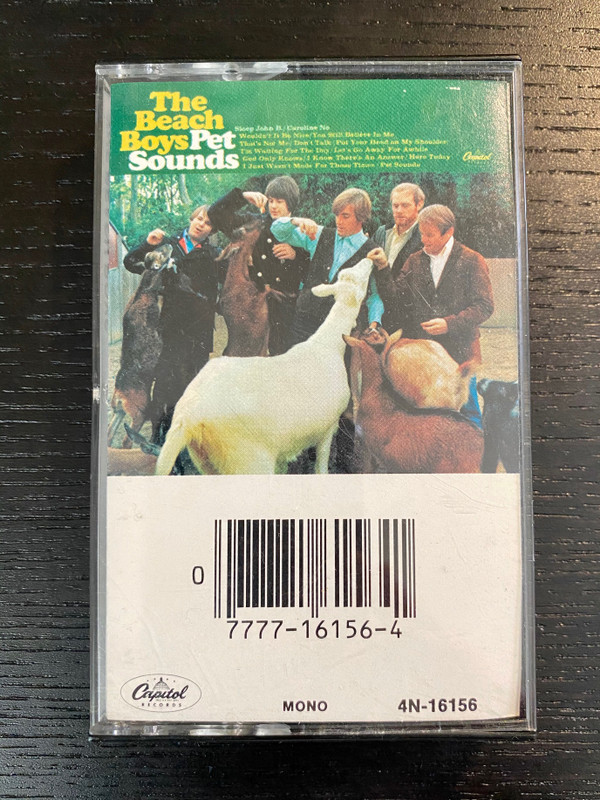 The
Beach
Boys Pet
Sounds
Sloop John B./Caroline No
Wouldn't It Be Nice/You Still Believe In Me
That's Not Me/Don't Talk (Put Your Head on My Shoulder)
I'm Waiting For The Day/Let's Go Away For Awhile
God Only Knows/I Know There's An Answer/Here Today
I Just Wasn't Made For These Times/Pet Sounds
Capitol
0
7777-16156-4
Capitol
RECORDS
MONO
4N-16156